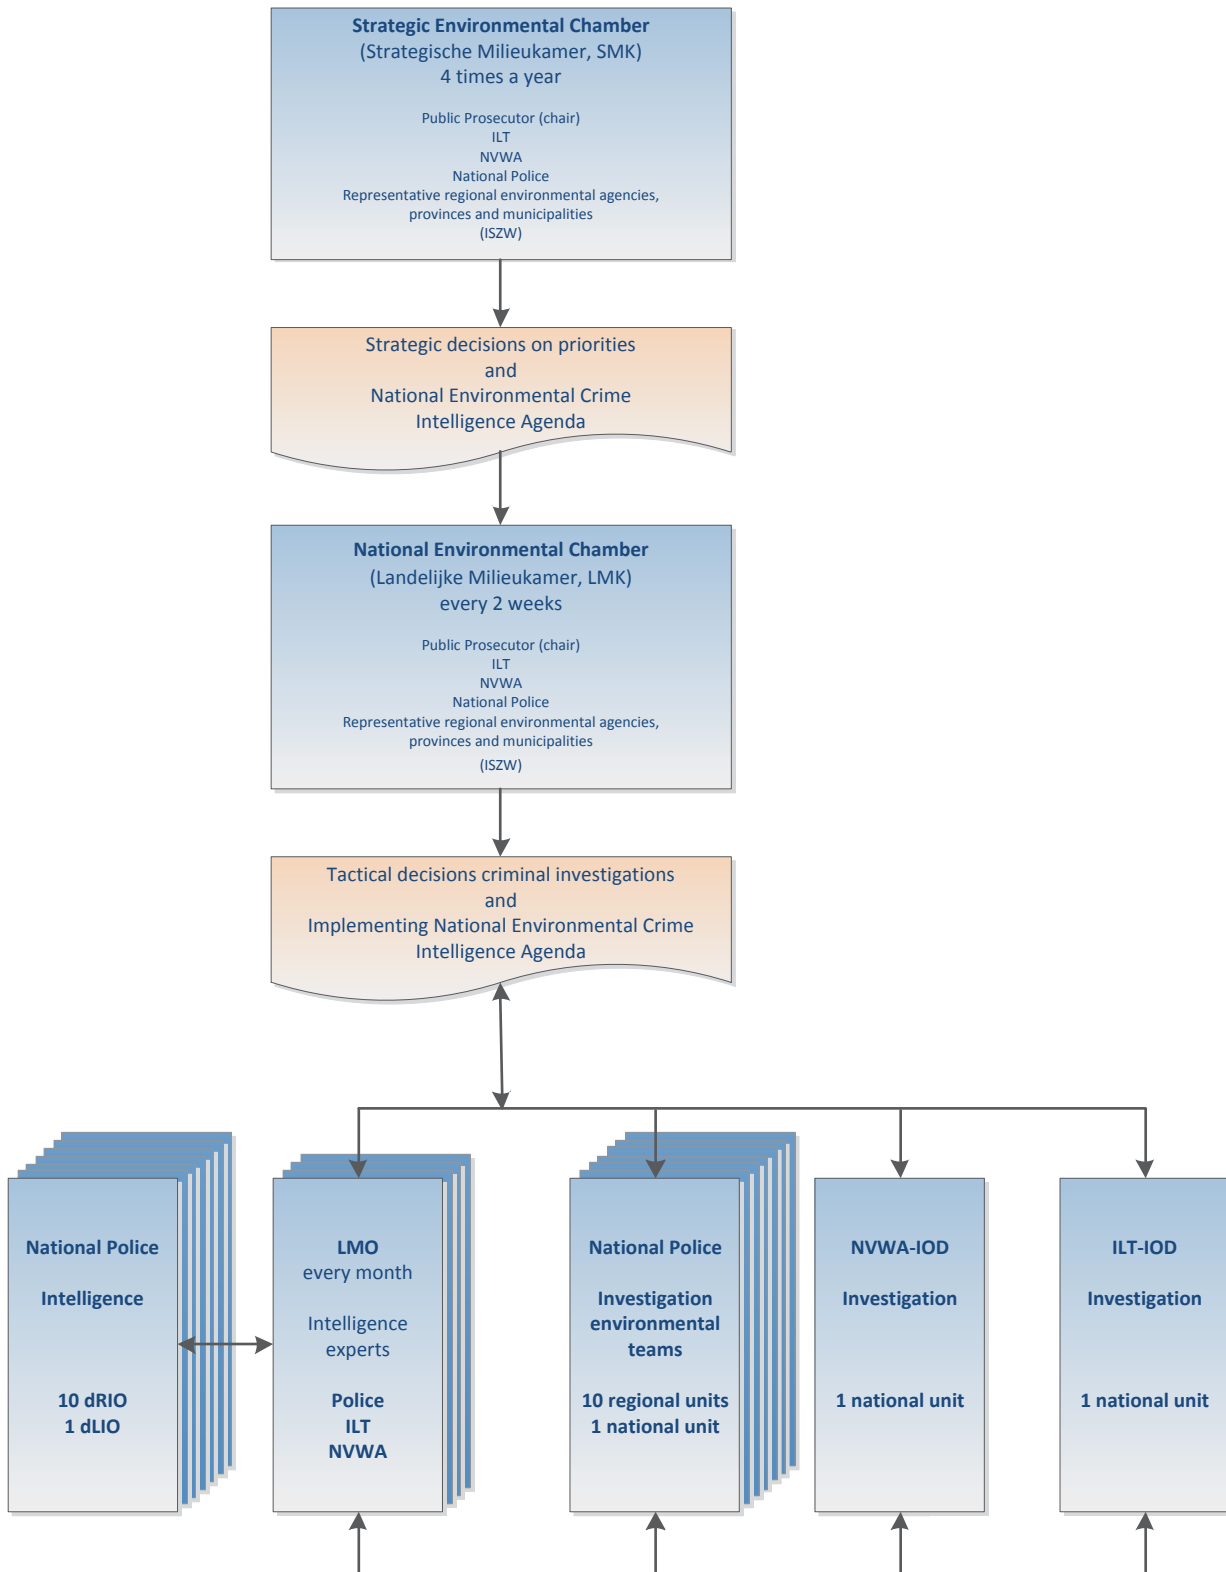 Strategic Environmental Chamber
(Strategische Milieukamer, SMK)
4 times a year
Public Prosecutor (chair)
ILT
NVWA
National Police
Representative regional environmental agencies,
provinces and municipalities
(ISZW)
Strategic decisions on priorities
and
National Environmental Crime
Intelligence Agenda
National Environmental Chamber
(Landelijke Milieukamer, LMK)
every 2 weeks
Public Prosecutor (chair)
ILT
NVWA
National Police
Representative regional environmental agencies,
provinces and municipalities
(ISZW)
Tactical decisions criminal investigations
and
Implementing National Environmental Crime
Intelligence Agenda
National Police
Intelligence
10 dRIO
1 dLIO
LMO
every month
Intelligence
experts
Police
ILT
NVWA
National Police
Investigation
environmental
teams
10 regional units
1 national unit
NVWA-IOD
Investigation
1 national unit
ILT-IOD
Investigation
1 national unit